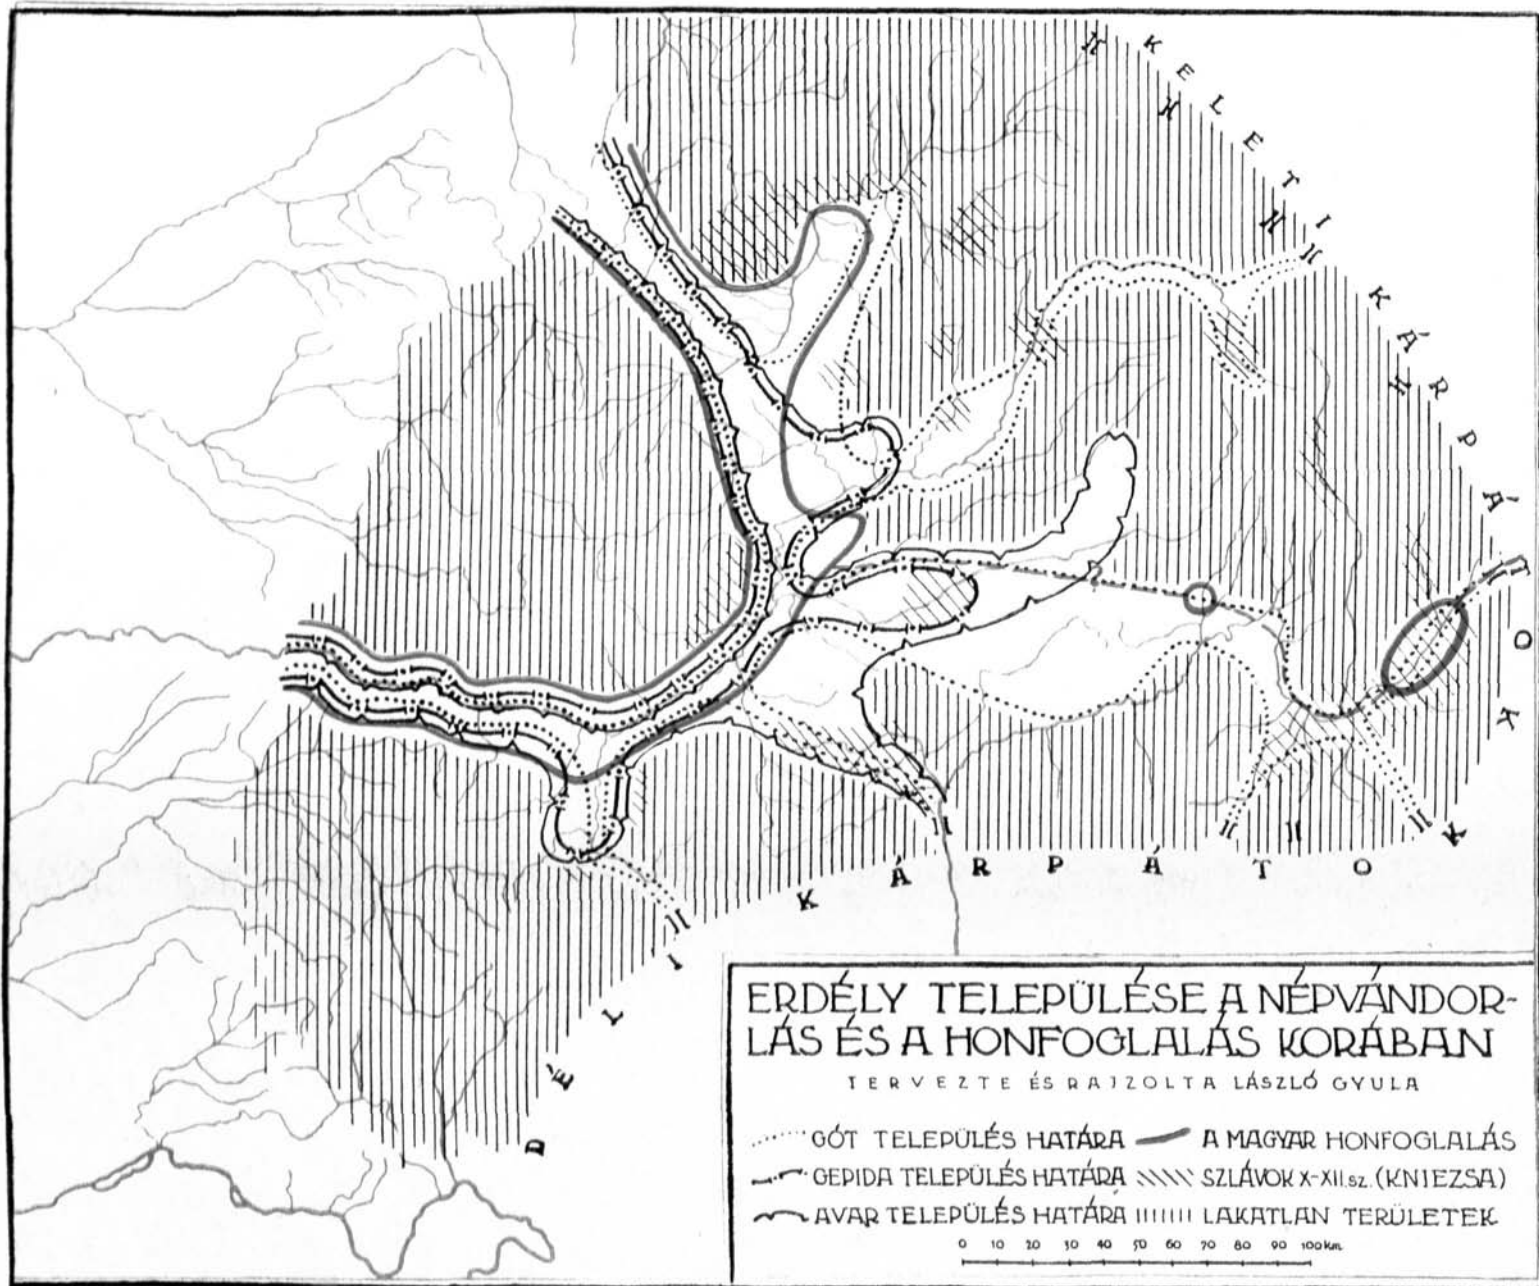 KELETI KÁRPÁTOK
DÉLI KÁRPÁTOK
ERDÉLY TELEPÜLÉSE A NÉPVÁNDOR-
LÁS ÉS A HONFOGLALÁS KORÁBAN
TERVEZTE ÉS RAJZOLTA LÁSZLÓ GYULA
GÓT TELEPÜLÉS HATÁRA A MAGYAR HONFOGLALÁS
GEPIDA TELEPÜLÉS HATÁRA SZLÁVOK X-XII.SZ. (KNIEZSA)
AVAR TELEPÜLÉS HATÁRA LAKATLAN TERÜLETEK
0 10 20 30 40 50 60 70 80 90 100 km.